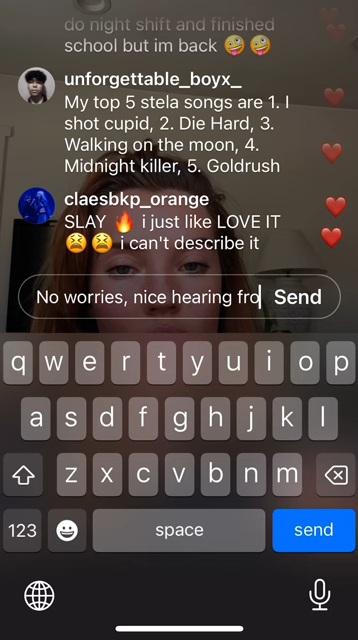 do night shift and finished
school but im back 🤪🤪
unforgettable_boyx_
My top 5 stela songs are 1. I
shot cupid, 2. Die Hard, 3.
Walking on the moon, 4.
Midnight killer, 5. Goldrush
claesbkp_orange
SLAY 🔥 i just like LOVE IT
😫😫 i can't describe it
No worries, nice hearing fro Send
q w e r t y u i o p
a s d f g h j k l
z x c v b n m
123 space send